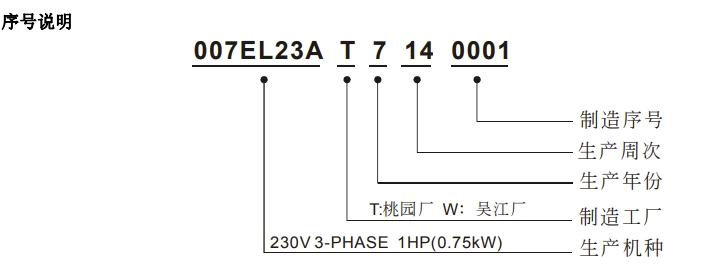 序号说明
007EL23A T 7 14 0001
制造序号
生产周次
生产年份
T:桃园厂 W：吴江厂 制造工厂
230V 3-PHASE 1HP(0.75kW) 生产机种